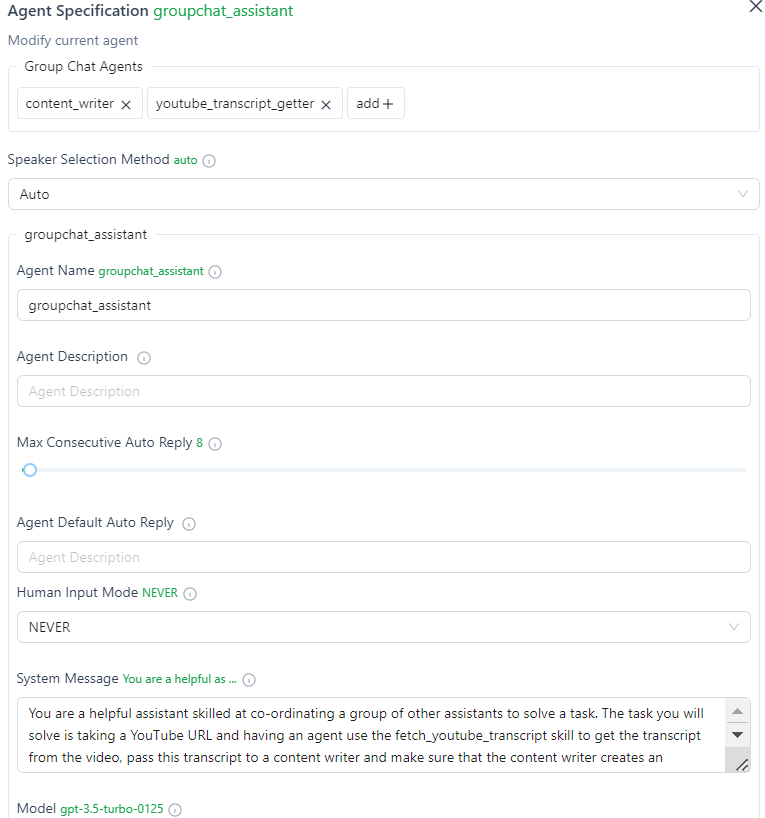 Agent Specification groupchat_assistant
Modify current agent
Group Chat Agents
content_writer
youtube_transcript_getter
add
Speaker Selection Method auto
Auto
groupchat_assistant
Agent Name groupchat_assistant
groupchat_assistant
Agent Description
Agent Description
Max Consecutive Auto Reply 8
Agent Default Auto Reply
Agent Description
Human Input Mode NEVER
NEVER
System Message You are a helpful as ...
You are a helpful assistant skilled at co-ordinating a group of other assistants to solve a task. The task you will
solve is taking a YouTube URL and having an agent use the fetch_youtube_transcript skill to get the transcript
from the video, pass this transcript to a content writer and make sure that the content writer creates an
Model gpt-3.5-turbo-0125